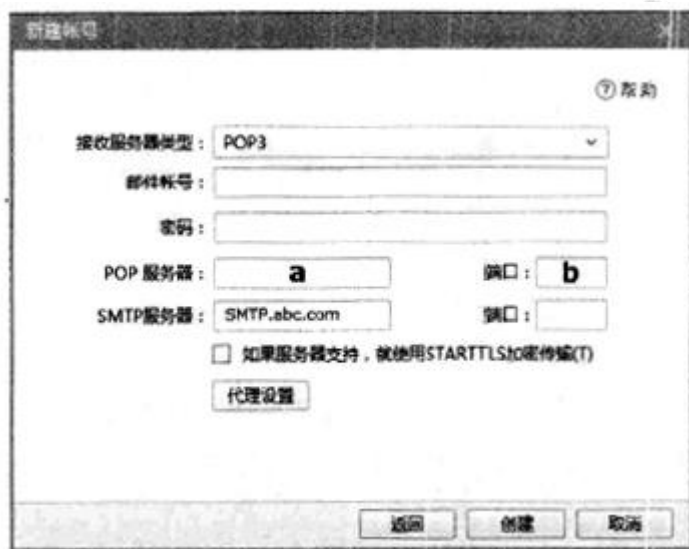 新建帐号
? 帮助
接收服务器类型： POP3
邮件帐号：
密码：
POP 服务器： a 端口： b
SMTP服务器： SMTP.abc.com 端口：
如果服务器支持，就使用STARTTLS加密传输(T)
代理设置
返回 创建 取消